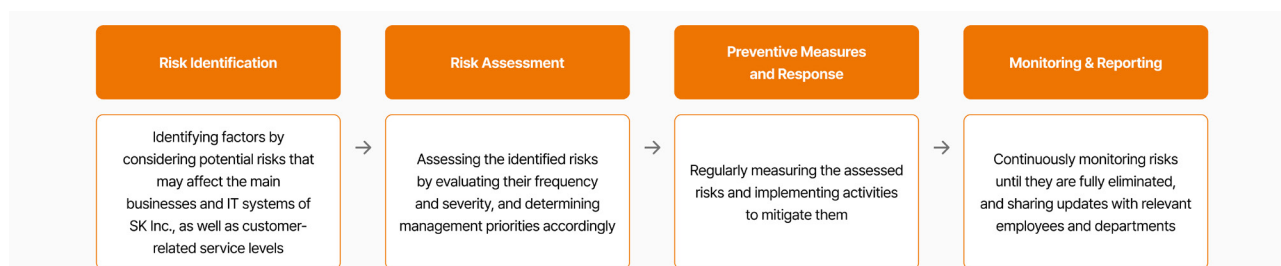 Risk Identification
Risk Assessment
Preventive Measures
and Response
Monitoring & Reporting
Identifying factors by
considering potential risks that
may affect the main
businesses and IT systems of
SK Inc., as well as customer-
related service levels
Assessing the identified risks
by evaluating their frequency
and severity, and determining
management priorities accordingly
Regularly measuring the assessed
risks and implementing activities
to mitigate them
Continuously monitoring risks
until they are fully eliminated,
and sharing updates with relevant
employees and departments